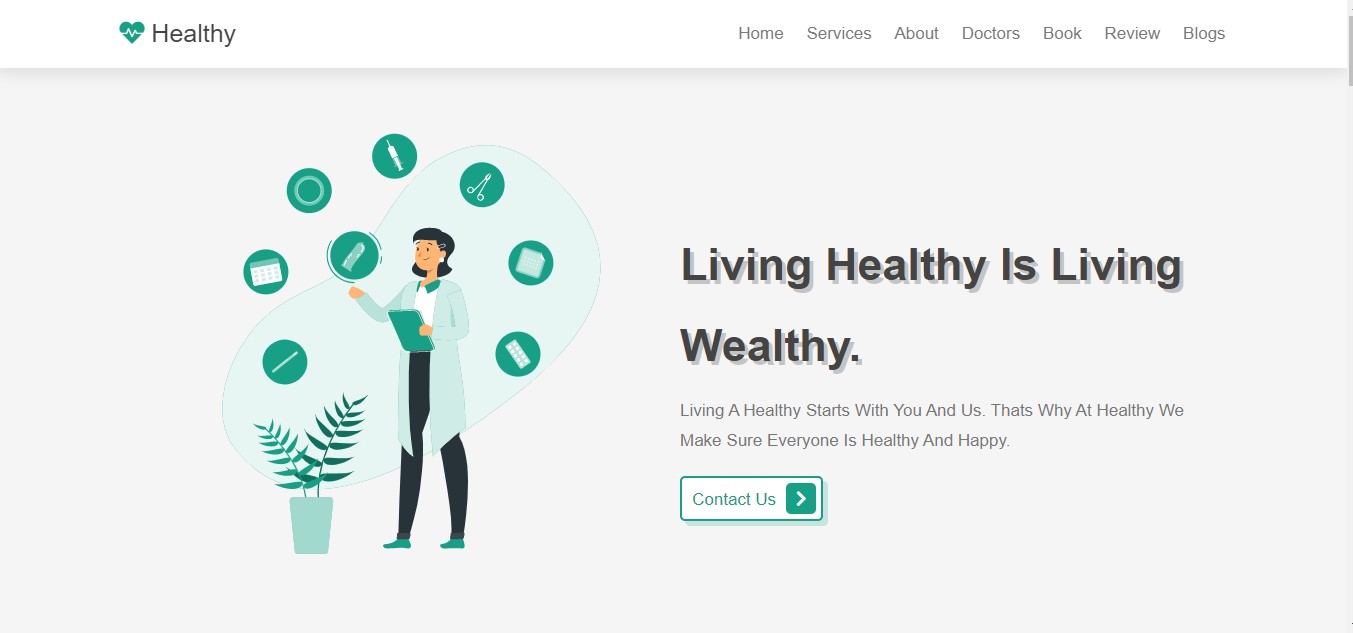 Healthy
Home Services About Doctors Book Review Blogs
Living Healthy Is Living
Wealthy.
Living A Healthy Starts With You And Us. Thats Why At Healthy We
Make Sure Everyone Is Healthy And Happy.
Contact Us